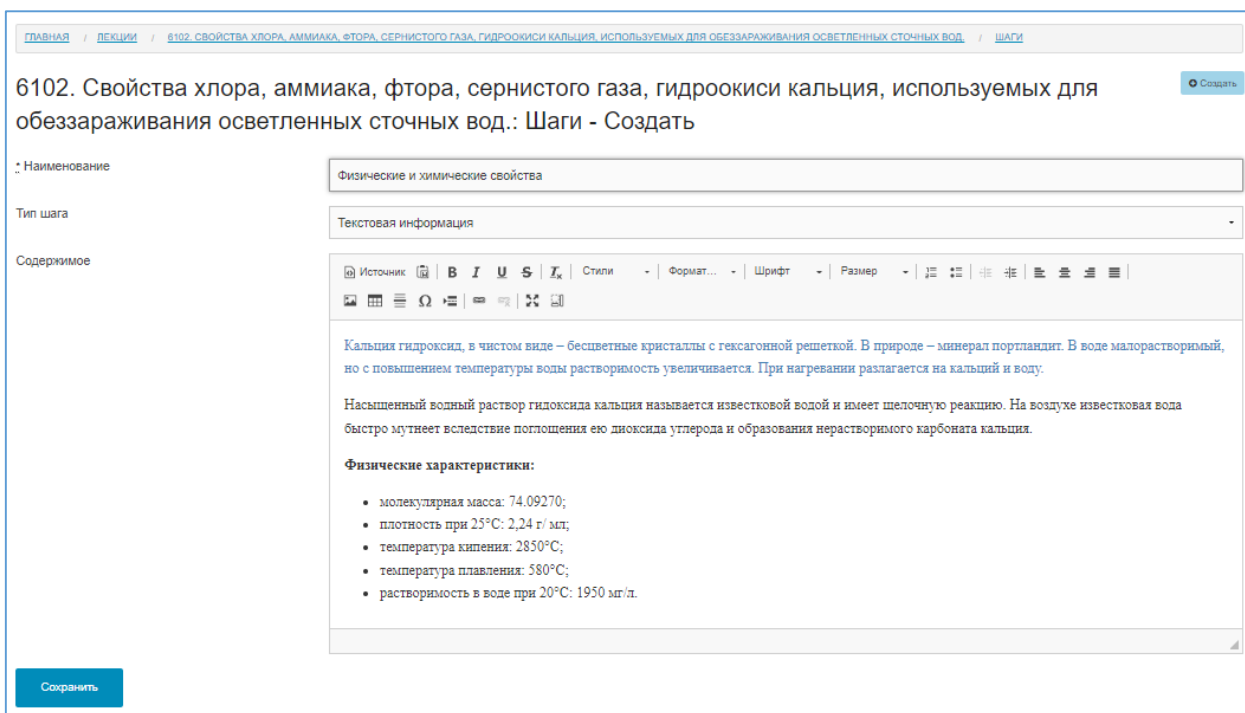 ГЛАВНАЯ / ЛЕКЦИИ / 6102. СВОЙСТВА ХЛОРА, АММИАКА, ФТОРА, СЕРНИСТОГО ГАЗА, ГИДРООКИСИ КАЛЬЦИЯ, ИСПОЛЬЗУЕМЫХ ДЛЯ ОБЕЗЗАРАЖИВАНИЯ ОСВЕТЛЕННЫХ СТОЧНЫХ ВОД. / ШАГИ
6102. Свойства хлора, аммиака, фтора, сернистого газа, гидроокиси кальция, используемых для
обеззараживания осветленных сточных вод.: Шаги - Создать
Создать
* Наименование
Физические и химические свойства
Тип шага
Текстовая информация
Содержимое
Источник B I U S Tx Стили Формат... Шрифт Размер
Ω
Кальция гидроксид, в чистом виде – бесцветные кристаллы с гексагонной решеткой. В природе – минерал портландит. В воде малорастворимый,
но с повышением температуры воды растворимость увеличивается. При нагревании разлагается на кальций и воду.
Насыщенный водный раствор гидоксида кальция называется известковой водой и имеет щелочную реакцию. На воздухе известковая вода
быстро мутнеет вследствие поглощения ею диоксида углерода и образования нерастворимого карбоната кальция.
Физические характеристики:
• молекулярная масса: 74.09270;
• плотность при 25°C: 2,24 г/ мл;
• температура кипения: 2850°C;
• температура плавления: 580°C;
• растворимость в воде при 20°C: 1950 мг/л.
Сохранить